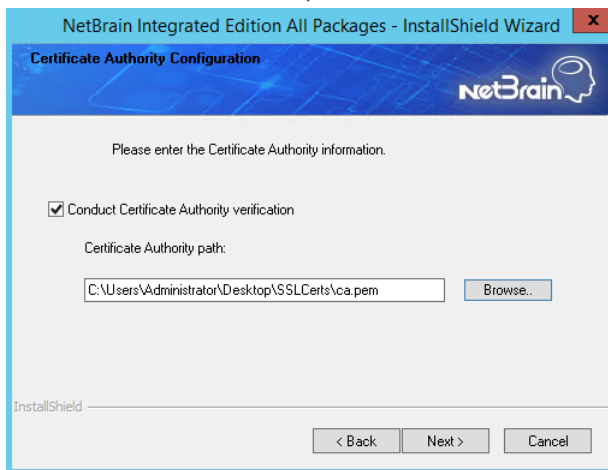 NetBrain Integrated Edition All Packages - InstallShield Wizard x
Certificate Authority Configuration
NetBrain
Please enter the Certificate Authority information.
Conduct Certificate Authority verification
Certificate Authority path:
C:\Users\Administrator\Desktop\SSLCerts\ca.pem Browse..
InstallShield
< Back Next > Cancel